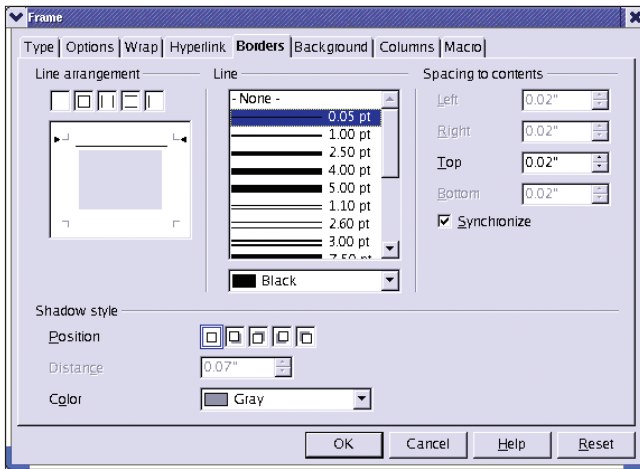 Frame
Type Options Wrap Hyperlink Borders Background Columns Macro
Line arrangement
Line
- None -
0.05 pt
1.00 pt
2.50 pt
4.00 pt
5.00 pt
1.10 pt
2.60 pt
3.00 pt
7.50 pt
Black
Spacing to contents
Left 0.02"
Right 0.02"
Top 0.02"
Bottom 0.02"
Synchronize
Shadow style
Position
Distance 0.07"
Color Gray
OK Cancel Help Reset